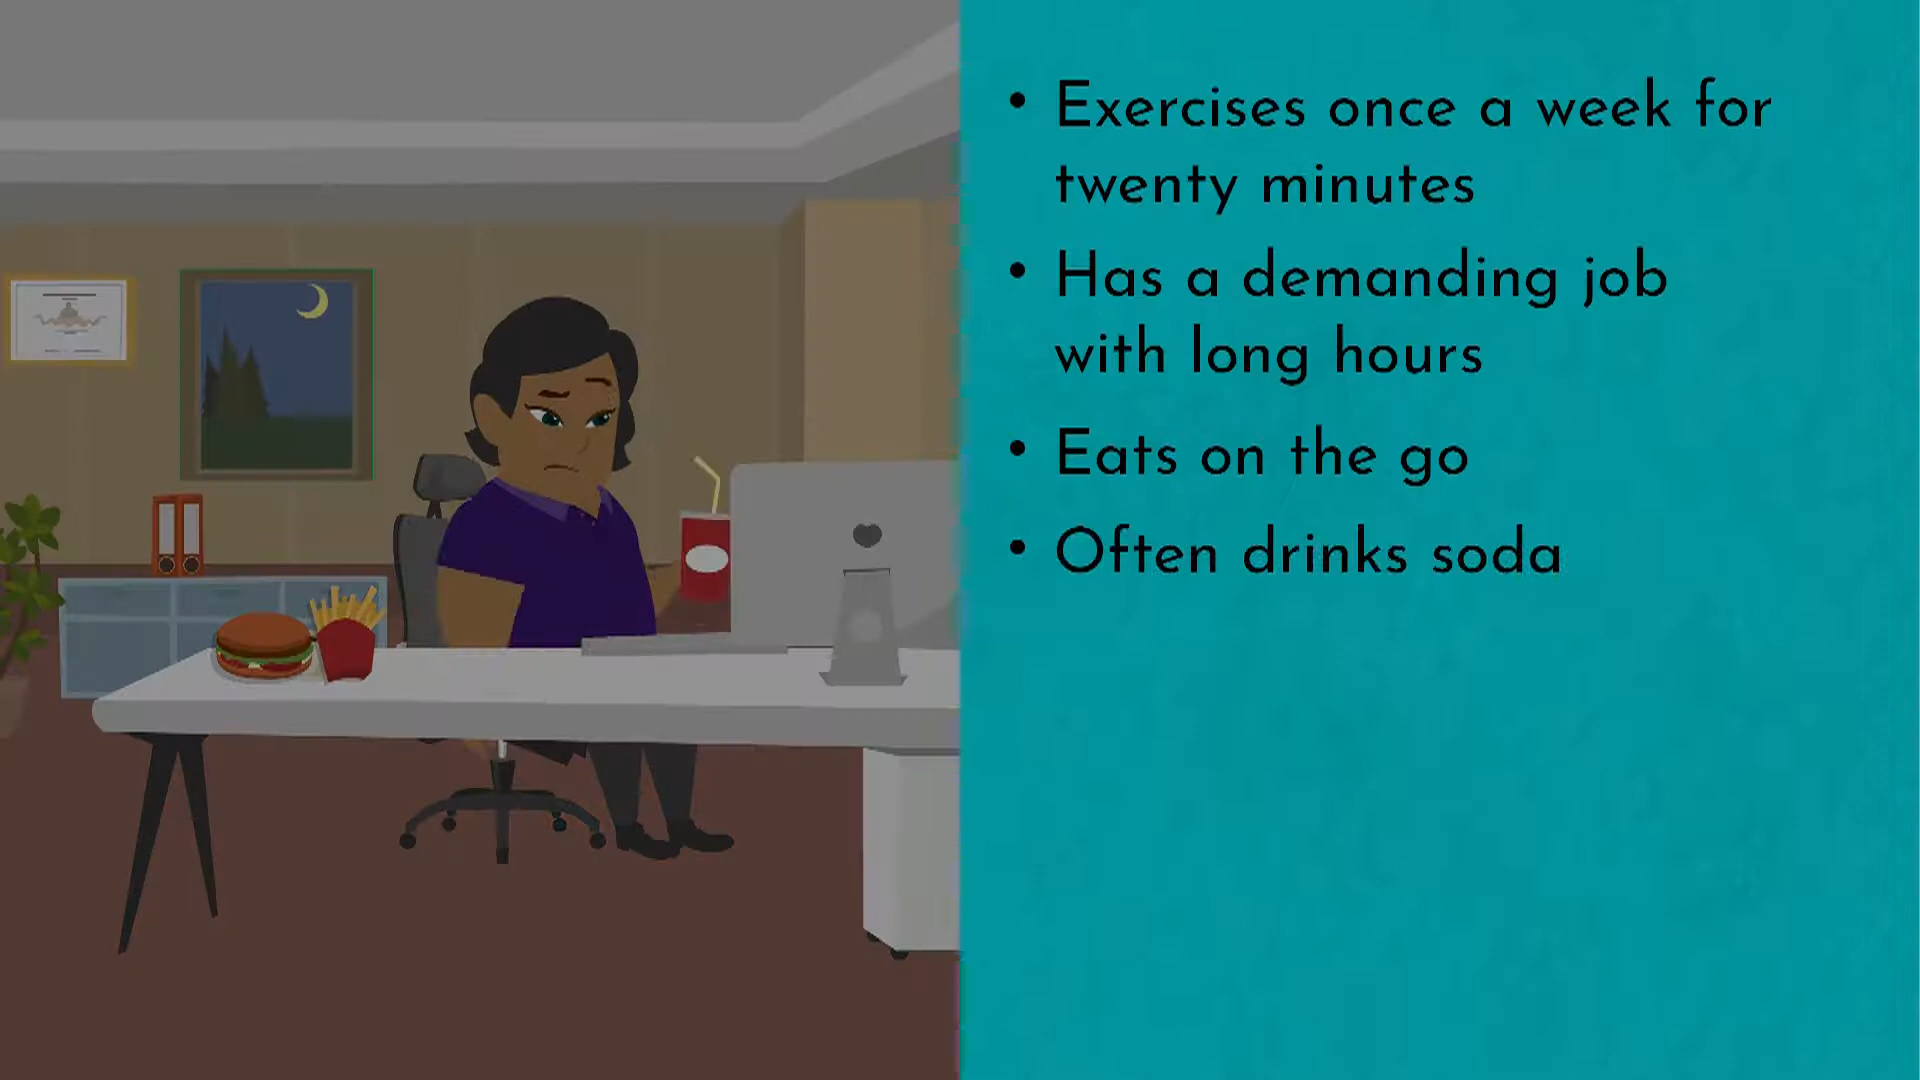 • Exercises once a week for
twenty minutes
• Has a demanding job
with long hours
• Eats on the go
• Often drinks soda